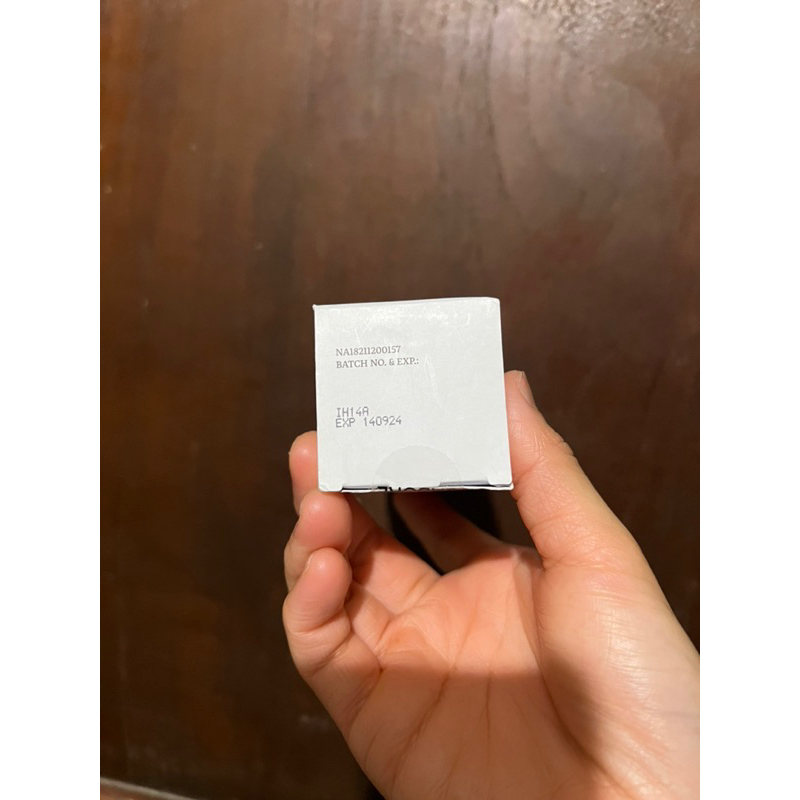 NA18211200157
BATCH NO. & EXP.:
IH14A
EXP 140924